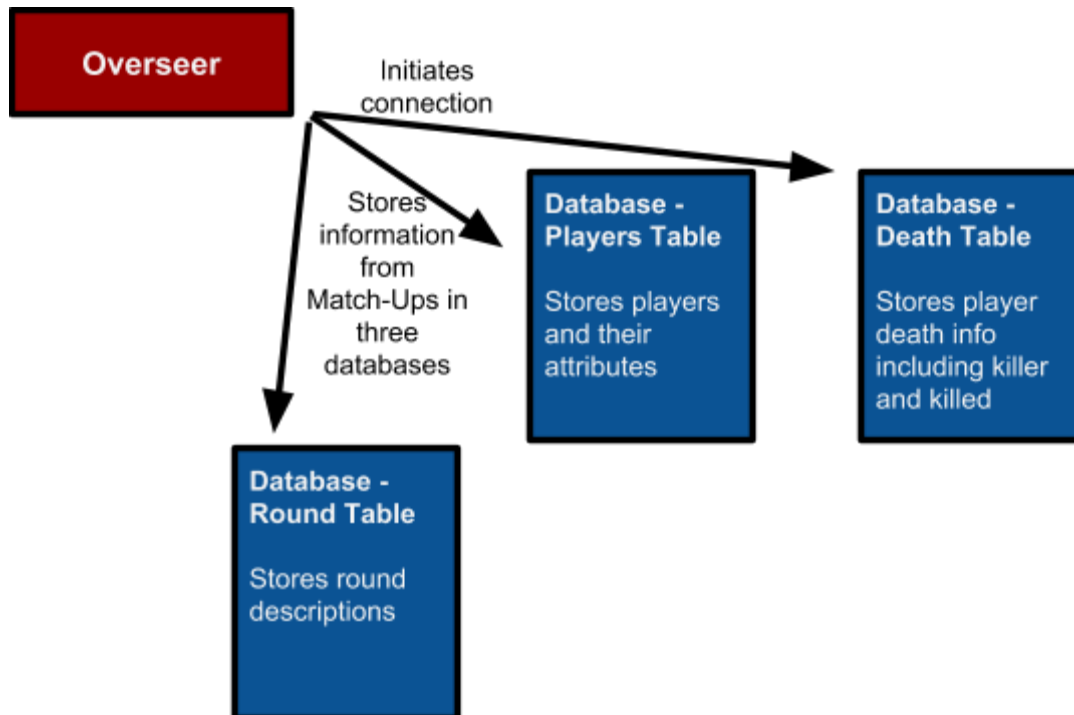 Overseer
Initiates
connection
Stores
information
from
Match-Ups in
three
databases
Database -
Players Table
Stores players
and their
attributes
Database -
Death Table
Stores player
death info
including killer
and killed
Database -
Round Table
Stores round
descriptions